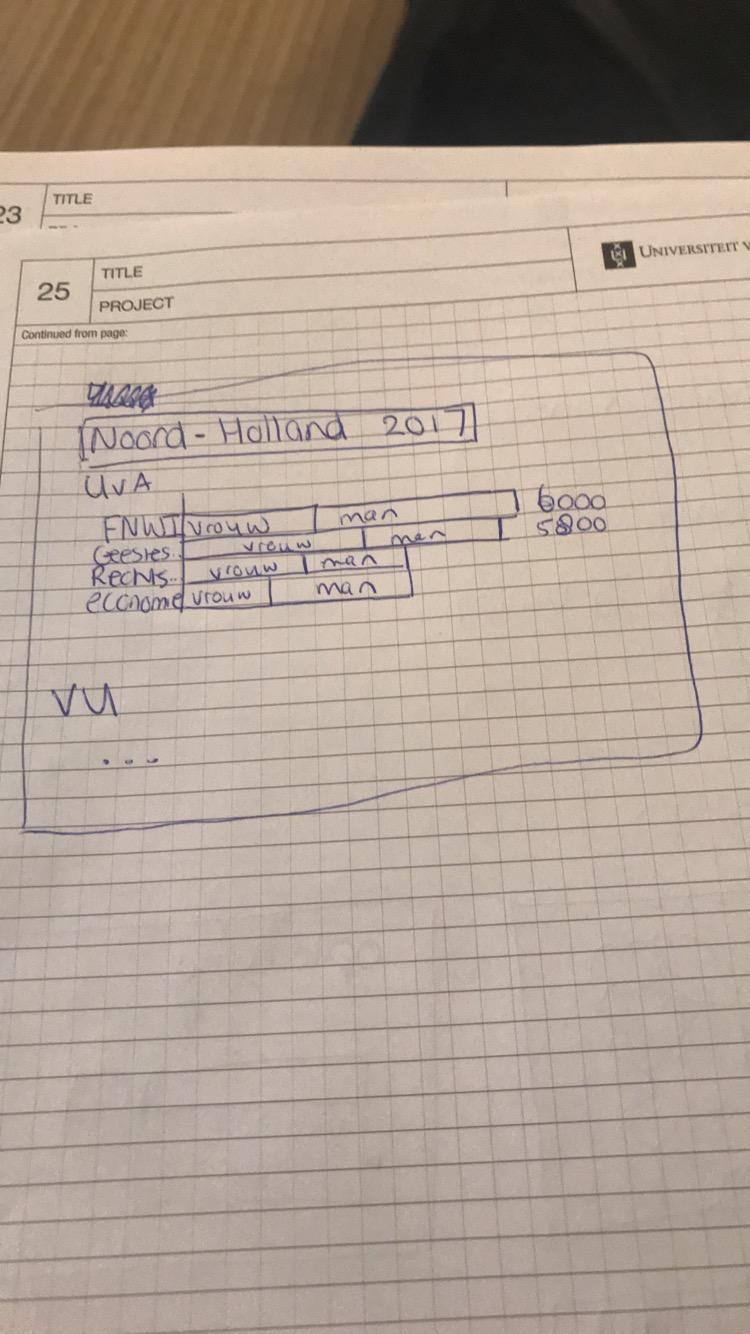 23
TITLE
25
TITLE
PROJECT
UNIVERSITEIT V
Continued from page:
Noord-Holland 2017
UvA
FNWI vrouw man 6000
Geestes.. vrouw man 5800
Rechts.. vrouw man
economie vrouw man
VU
...